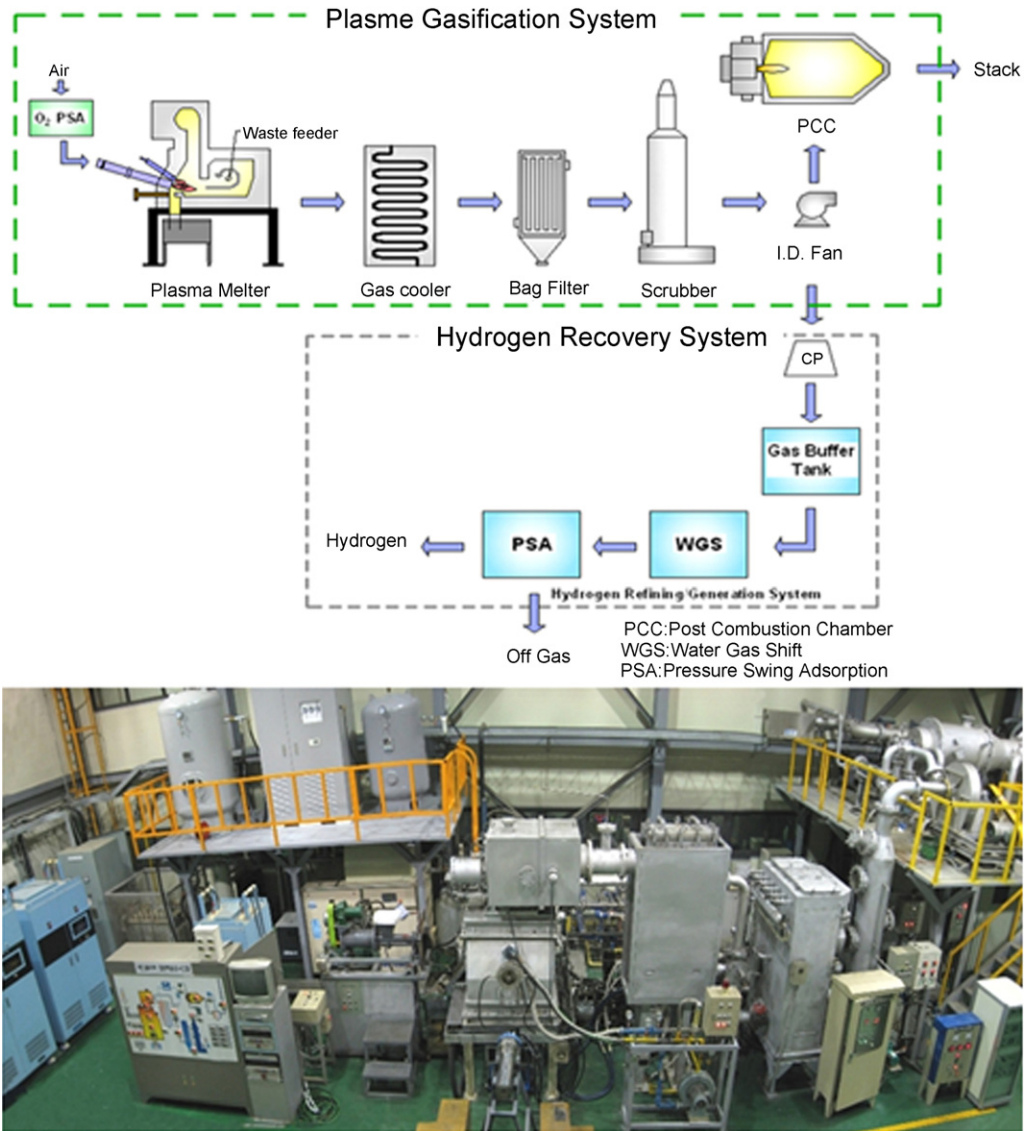 Plasme Gasification System
Air
O₂ PSA
Waste feeder
Stack
PCC
I.D. Fan
Plasma Melter
Gas cooler
Bag Filter
Scrubber
Hydrogen Recovery System
CP
Gas Buffer
Tank
Hydrogen
PSA
WGS
Hydrogen Refining/Generation System
Off Gas
PCC:Post Combustion Chamber
WGS:Water Gas Shift
PSA:Pressure Swing Adsorption